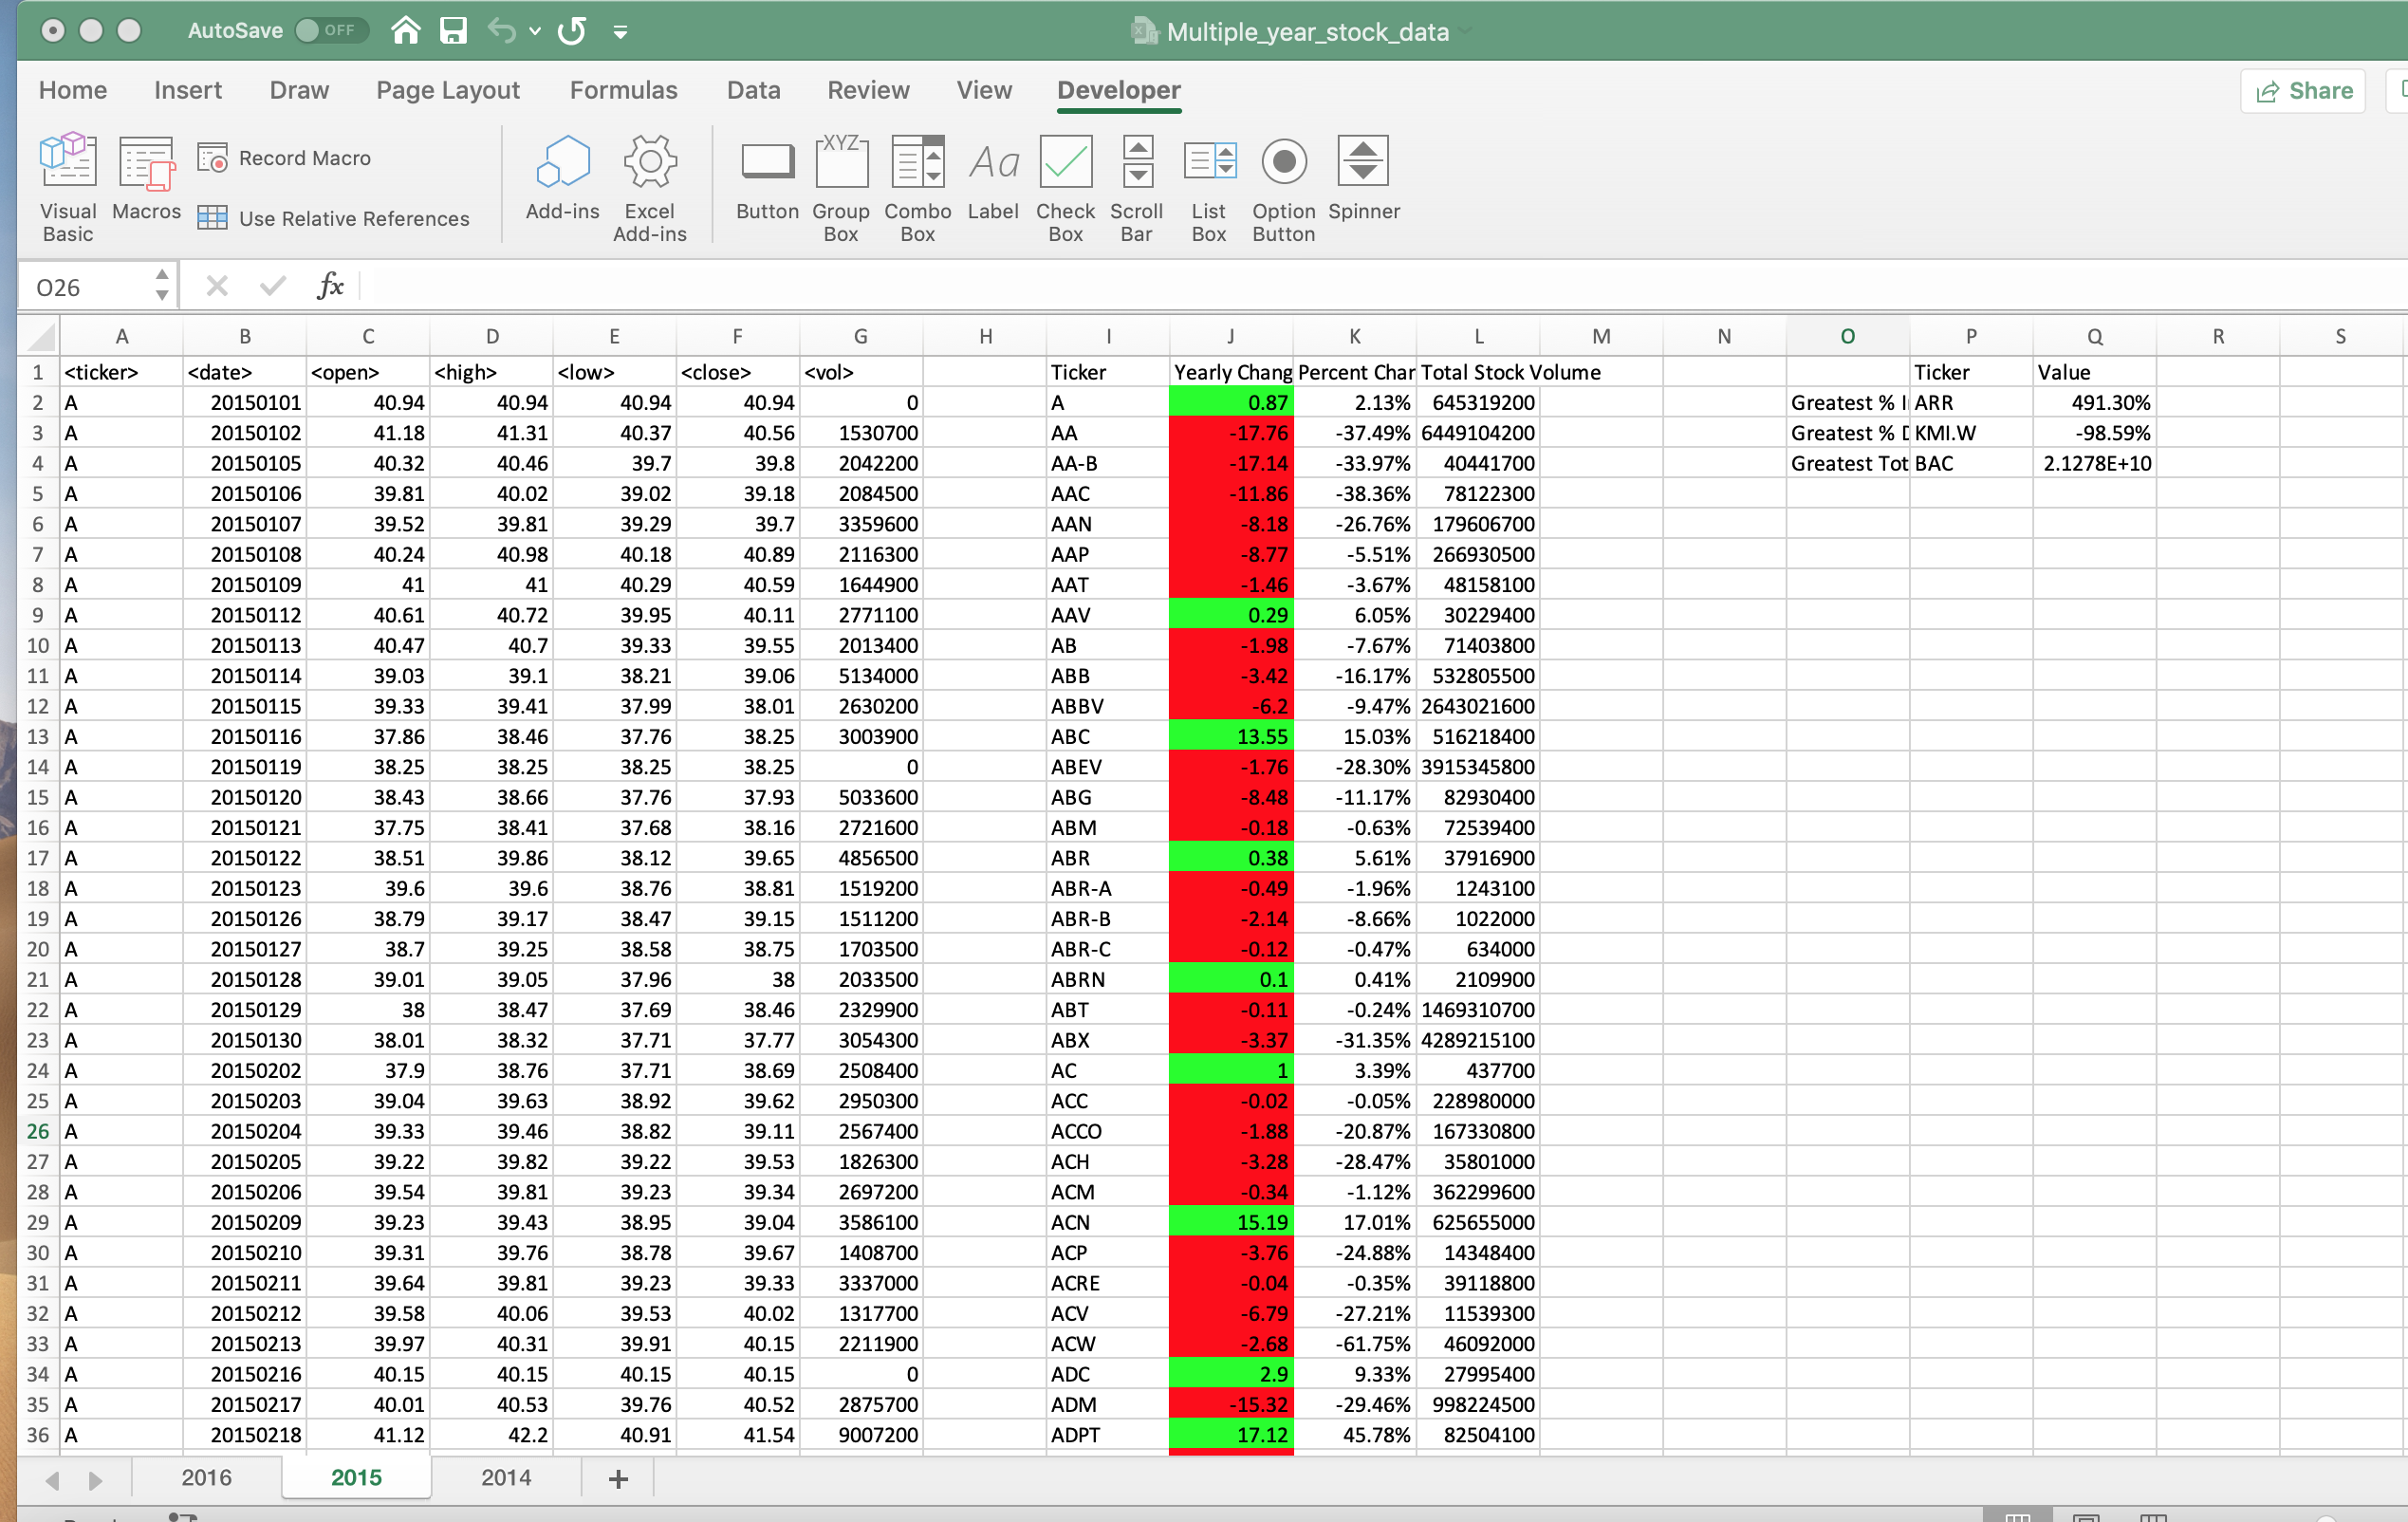 AutoSave OFF Multiple_year_stock_data
Home Insert Draw Page Layout Formulas Data Review View Developer Share
Visual Basic Macros Record Macro Use Relative References Add-ins Excel Add-ins Button Group Box Combo Box Label Check Box Scroll Bar List Box Option Button Spinner
XYZ Aa
O26 fx
A B C D E F G H I J K L M N O P Q R S
1 <ticker> <date> <open> <high> <low> <close> <vol> Ticker Yearly Chang Percent Char Total Stock Volume Ticker Value
2 A 20150101 40.94 40.94 40.94 40.94 0 A 0.87 2.13% 645319200 Greatest % I ARR 491.30%
3 A 20150102 41.18 41.31 40.37 40.56 1530700 AA -17.76 -37.49% 6449104200 Greatest % D KMI.W -98.59%
4 A 20150105 40.32 40.46 39.7 39.8 2042200 AA-B -17.14 -33.97% 40441700 Greatest Tot BAC 2.1278E+10
5 A 20150106 39.81 40.02 39.02 39.18 2084500 AAC -11.86 -38.36% 78122300
6 A 20150107 39.52 39.81 39.29 39.7 3359600 AAN -8.18 -26.76% 179606700
7 A 20150108 40.24 40.98 40.18 40.89 2116300 AAP -8.77 -5.51% 266930500
8 A 20150109 41 41 40.29 40.59 1644900 AAT -1.46 -3.67% 48158100
9 A 20150112 40.61 40.72 39.95 40.11 2771100 AAV 0.29 6.05% 30229400
10 A 20150113 40.47 40.7 39.33 39.55 2013400 AB -1.98 -7.67% 71403800
11 A 20150114 39.03 39.1 38.21 39.06 5134000 ABB -3.42 -16.17% 532805500
12 A 20150115 39.33 39.41 37.99 38.01 2630200 ABBV -6.2 -9.47% 2643021600
13 A 20150116 37.86 38.46 37.76 38.25 3003900 ABC 13.55 15.03% 516218400
14 A 20150119 38.25 38.25 38.25 38.25 0 ABEV -1.76 -28.30% 3915345800
15 A 20150120 38.43 38.66 37.76 37.93 5033600 ABG -8.48 -11.17% 82930400
16 A 20150121 37.75 38.41 37.68 38.16 2721600 ABM -0.18 -0.63% 72539400
17 A 20150122 38.51 39.86 38.12 39.65 4856500 ABR 0.38 5.61% 37916900
18 A 20150123 39.6 39.6 38.76 38.81 1519200 ABR-A -0.49 -1.96% 1243100
19 A 20150126 38.79 39.17 38.47 39.15 1511200 ABR-B -2.14 -8.66% 1022000
20 A 20150127 38.7 39.25 38.58 38.75 1703500 ABR-C -0.12 -0.47% 634000
21 A 20150128 39.01 39.05 37.96 38 2033500 ABRN 0.1 0.41% 2109900
22 A 20150129 38 38.47 37.69 38.46 2329900 ABT -0.11 -0.24% 1469310700
23 A 20150130 38.01 38.32 37.71 37.77 3054300 ABX -3.37 -31.35% 4289215100
24 A 20150202 37.9 38.76 37.71 38.69 2508400 AC 1 3.39% 437700
25 A 20150203 39.04 39.63 38.92 39.62 2950300 ACC -0.02 -0.05% 228980000
26 A 20150204 39.33 39.46 38.82 39.11 2567400 ACCO -1.88 -20.87% 167330800
27 A 20150205 39.22 39.82 39.22 39.53 1826300 ACH -3.28 -28.47% 35801000
28 A 20150206 39.54 39.81 39.23 39.34 2697200 ACM -0.34 -1.12% 362299600
29 A 20150209 39.23 39.43 38.95 39.04 3586100 ACN 15.19 17.01% 625655000
30 A 20150210 39.31 39.76 38.78 39.67 1408700 ACP -3.76 -24.88% 14348400
31 A 20150211 39.64 39.81 39.23 39.33 3337000 ACRE -0.04 -0.35% 39118800
32 A 20150212 39.58 40.06 39.53 40.02 1317700 ACV -6.79 -27.21% 11539300
33 A 20150213 39.97 40.31 39.91 40.15 2211900 ACW -2.68 -61.75% 46092000
34 A 20150216 40.15 40.15 40.15 40.15 0 ADC 2.9 9.33% 27995400
35 A 20150217 40.01 40.53 39.76 40.52 2875700 ADM -15.32 -29.46% 998224500
36 A 20150218 41.12 42.2 40.91 41.54 9007200 ADPT 17.12 45.78% 82504100
2016 2015 2014 +